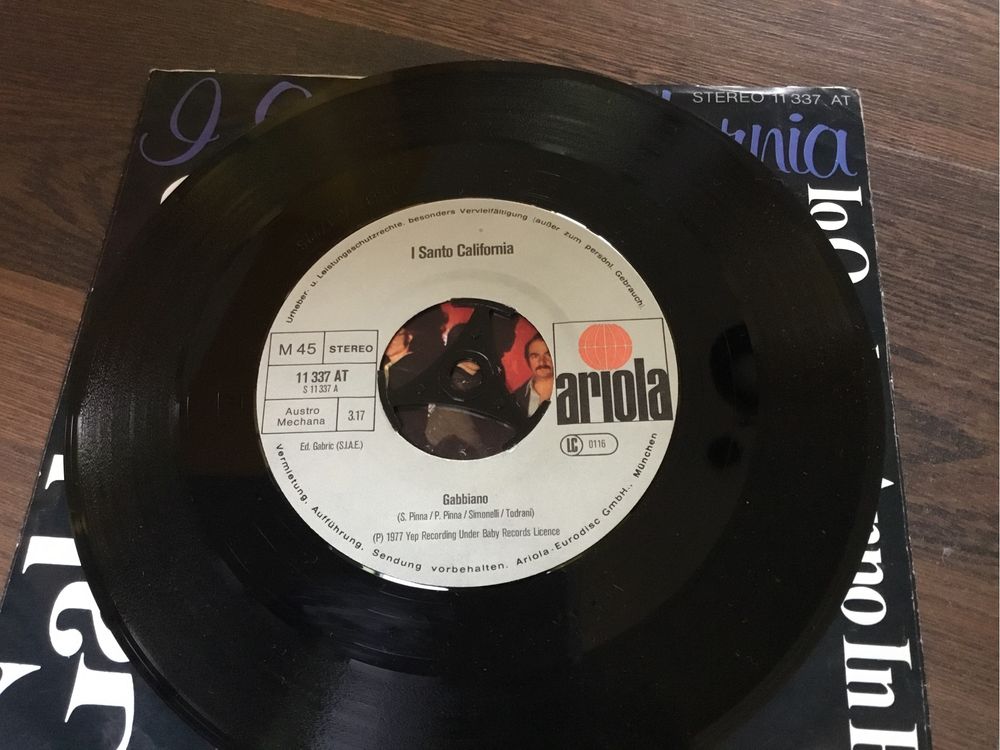 STEREO 11 337 AT
I Santo California
Urheber- u. Leistungsschutzrechte, besonders Vervielfältigung (außer zum persönl. Gebrauch),
M 45
STEREO
11 337 AT
S 11 337 A
Austro
Mechana
3.17
Ed. Gabric (S.I.A.E.)
ariola
LC 0116
Gabbiano
(S. Pinna / P. Pinna / Simonelli / Todrani)
(P) 1977 Yep Recording Under Baby Records Licence
Vermietung, Aufführung, Sendung vorbehalten. Ariola-Eurodisc GmbH., München